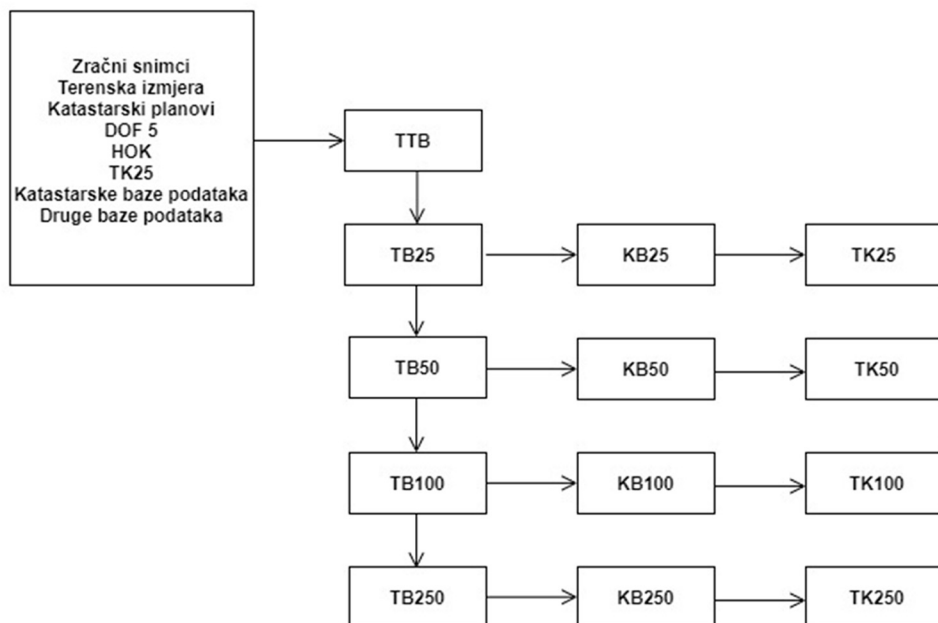 Zračni snimci
Terenska izmjera
Katastarski planovi
DOF 5
HOK
TK25
Katastarske baze podataka
Druge baze podataka
TTB
TB25
KB25
TK25
TB50
KB50
TK50
TB100
KB100
TK100
TB250
KB250
TK250